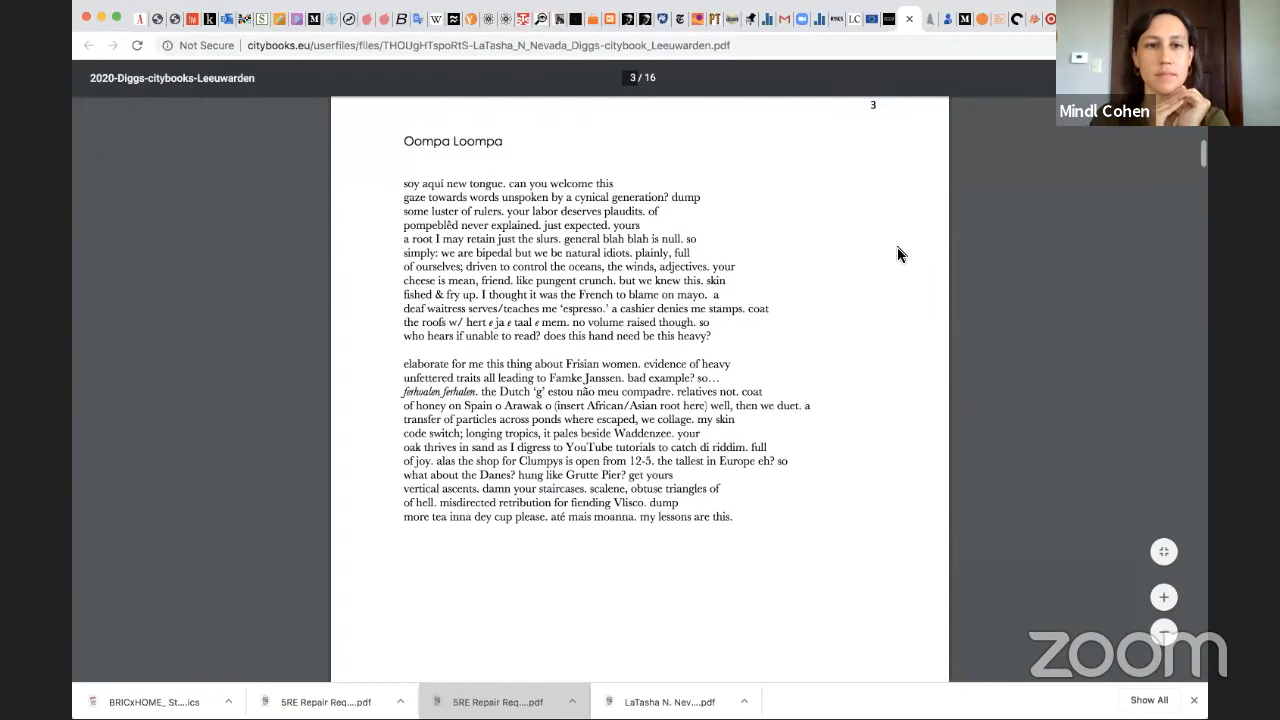 Not Secure
citybooks.eu/userfiles/files/THOUgHTspoRtS-LaTasha_N_Nevada_Diggs-citybook_Leeuwarden.pdf
2020-Diggs-citybooks-Leeuwarden
3 / 16
Mindl Cohen
3
Oompa Loompa
soy aquí new tongue. can you welcome this
gaze towards words unspoken by a cynical generation? dump
some luster of rulers. your labor deserves plaudits. of
pompeblêd never explained. just expected. yours
a root I may retain just the slurs. general blah blah is null. so
simply: we are bipedal but we be natural idiots. plainly, full
of ourselves; driven to control the oceans, the winds, adjectives. your
cheese is mean, friend. like pungent crunch. but we knew this. skin
fished & fry up. I thought it was the French to blame on mayo. a
deaf waitress serves/teaches me ‘espresso.’ a cashier denies me stamps. coat
the roofs w/ hert e ja e taal e mem. no volume raised though. so
who hears if unable to read? does this hand need be this heavy?
elaborate for me this thing about Frisian women. evidence of heavy
unfettered traits all leading to Famke Janssen. bad example? so…
ferhoalen ferhalen. the Dutch ‘g’ estou não meu compadre. relatives not. coat
of honey on Spain o Arawak o (insert African/Asian root here) well, then we duet. a
transfer of particles across ponds where escaped, we collage. my skin
code switch; longing tropics, it pales beside Waddenzee. your
oak thrives in sand as I digress to YouTube tutorials to catch di riddim. full
of joy. alas the shop for Clumpys is open from 12-5. the tallest in Europe eh? so
what about the Danes? hung like Grutte Pier? get yours
vertical ascents. damn your staircases. scalene, obtuse triangles of
of hell. misdirected retribution for fiending Vlisco. dump
more tea inna dey cup please. até mais moanna. my lessons are this.
zoom
BRICxHOME_ St....ics
5RE Repair Req....pdf
5RE Repair Req....pdf
LaTasha N. Nev....pdf
Show All